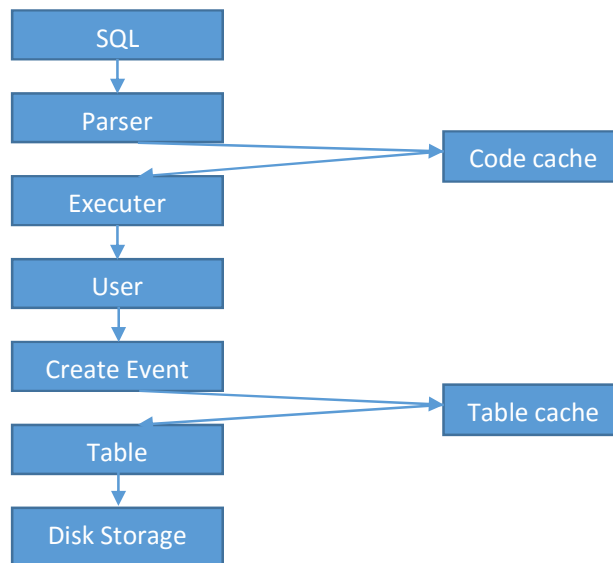 SQL
Parser
Code cache
Executer
User
Create Event
Table cache
Table
Disk Storage